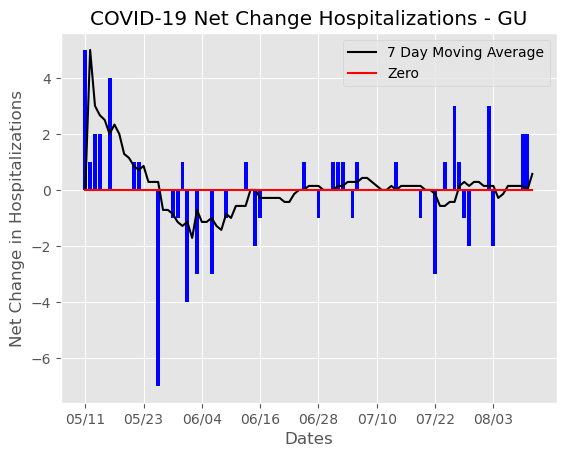 COVID-19 Net Change Hospitalizations - GU
7 Day Moving Average
Zero
Net Change in Hospitalizations
4
2
0
−2
−4
−6
05/11 05/23 06/04 06/16 06/28 07/10 07/22 08/03
Dates